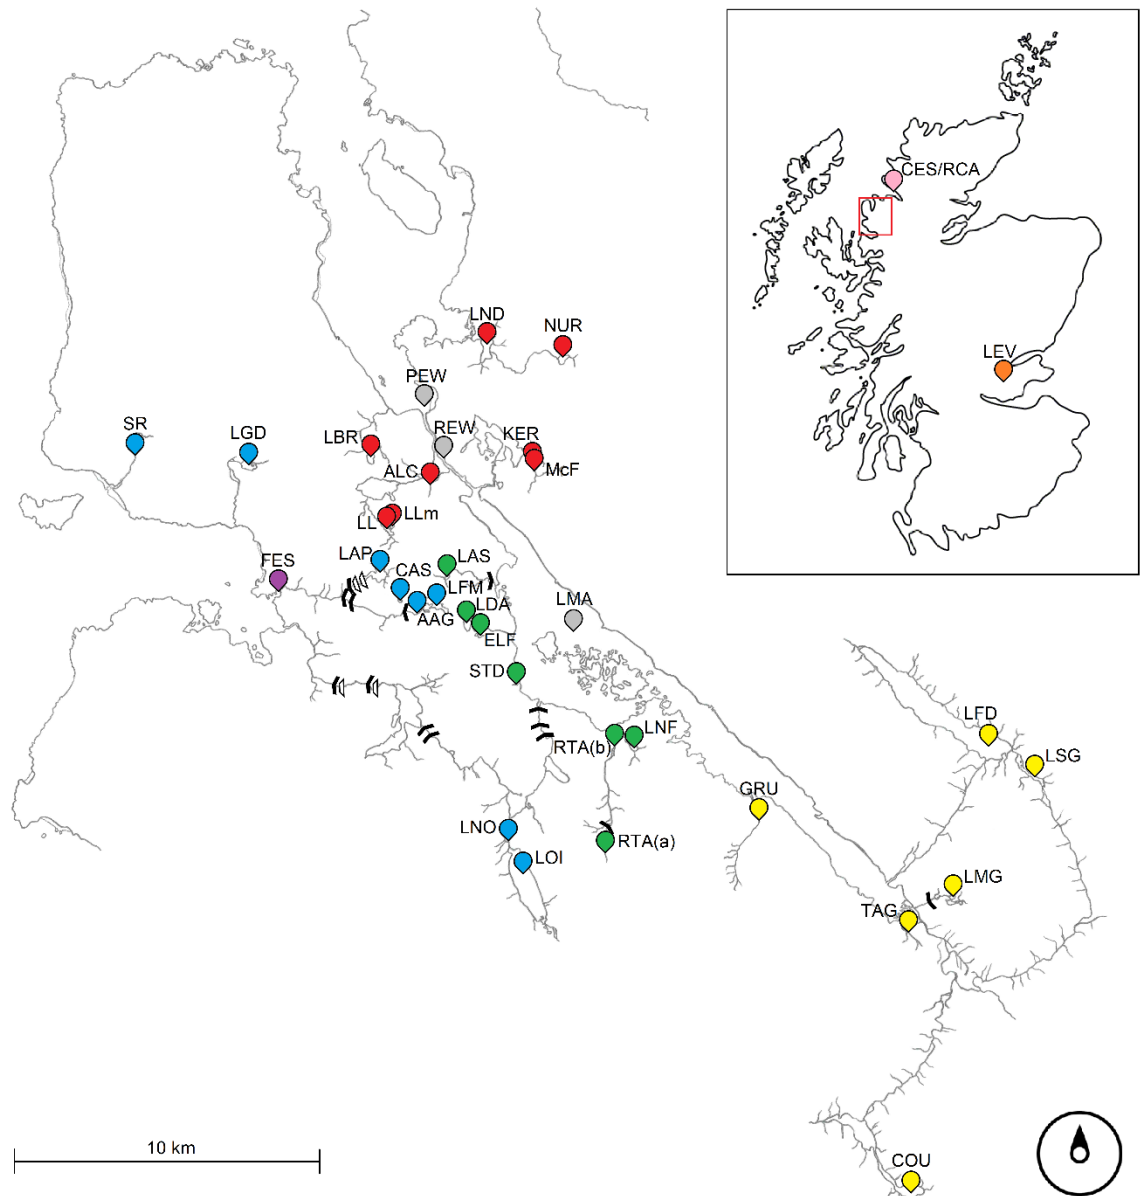 CES/RCA
LEV
LND
NUR
PEW
SR
LGD
LBR
REW
KER
ALC
McF
LL
LLm
FES
LAP
LAS
CAS
LFM
AAG
LDA
ELF
LMA
STD
RTA(b)
LNF
LFD
LSG
GRU
LNO
RTA(a)
LOI
LMG
TAG
10 km
COU